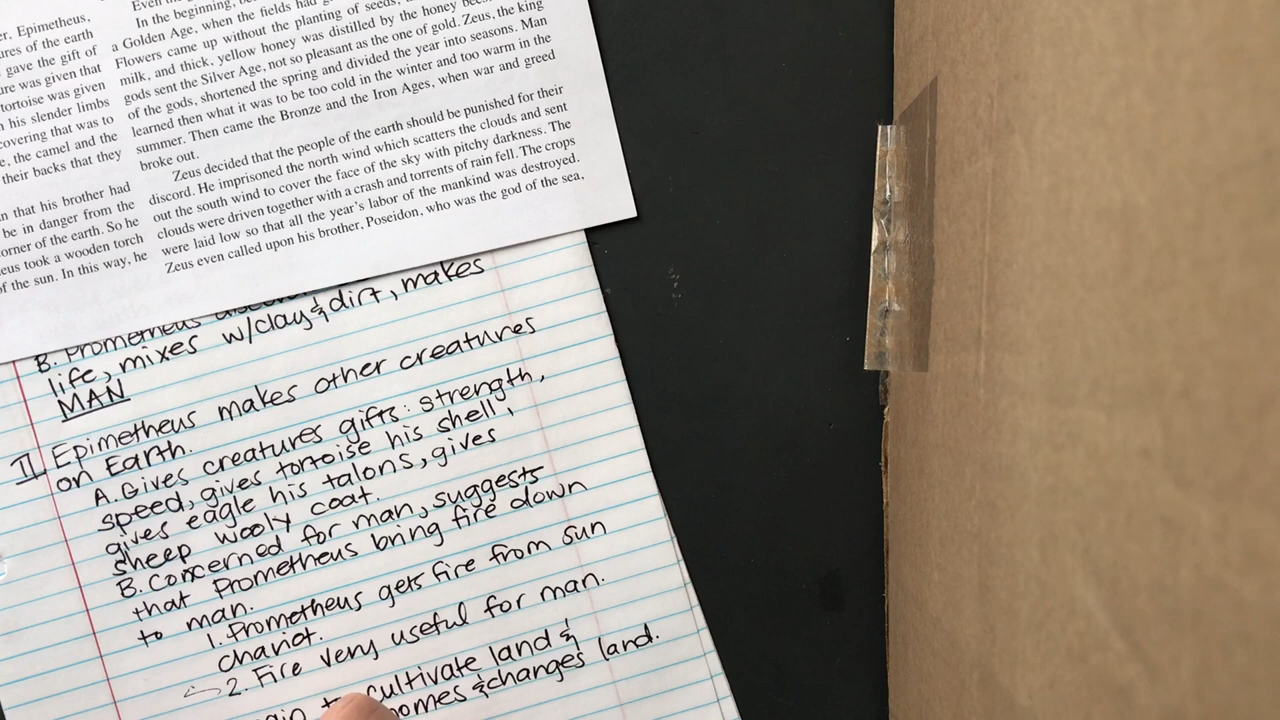 er. Epimetheus,
ures of the earth
gave the gift of
ure was given that
tortoise was given
his slender limbs
covering that was to
e, the camel and the
their backs that they
n that his brother had
be in danger from the
corner of the earth. So he
eus took a wooden torch
of the sun. In this way, he
In the beginning,
a Golden Age, when the fields had
Flowers came up without the planting of seeds,
milk, and thick, yellow honey was distilled by the honey
gods sent the Silver Age, not so pleasant as the one of gold. Zeus, the king
of the gods, shortened the spring and divided the year into seasons. Man
learned then what it was to be too cold in the winter and too warm in the
summer. Then came the Bronze and the Iron Ages, when war and greed
broke out.
Zeus decided that the people of the earth should be punished for their
discord. He imprisoned the north wind which scatters the clouds and sent
out the south wind to cover the face of the sky with pitchy darkness. The
clouds were driven together with a crash and torrents of rain fell. The crops
were laid low so that all the year's labor of the mankind was destroyed.
Zeus even called upon his brother, Poseidon, who was the god of the sea,
B. Prometheus
life, mixes w/clay & dirt, makes
MAN
II Epimetheus makes other creatures
on Earth.
A. Gives creatures gifts: strength,
speed, gives tortoise his shell,
gives eagle his talons, gives
sheep wooly coat.
B. Concerned for man, suggests
that Prometheus bring fire down
to man.
1. Prometheus gets fire from sun
chariot.
2. Fire very useful for man.
cultivate land &
homes & changes land.